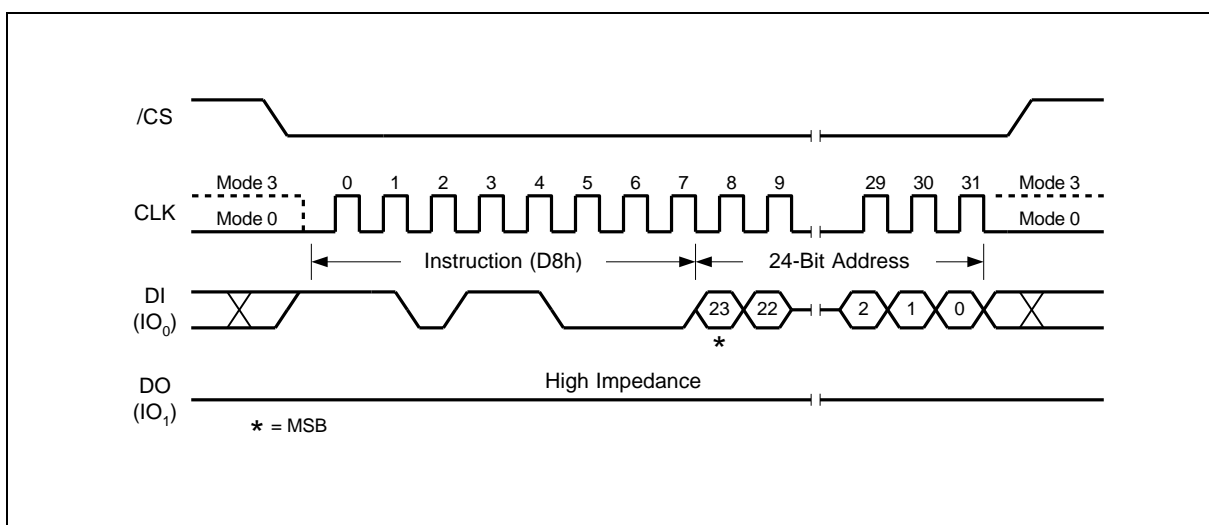 /CS
Mode 3 0 1 2 3 4 5 6 7 8 9 29 30 31 Mode 3
CLK Mode 0 Mode 0
Instruction (D8h) 24-Bit Address
DI
(IO₀)
23 22 2 1 0
*
High Impedance
DO
(IO₁)
* = MSB